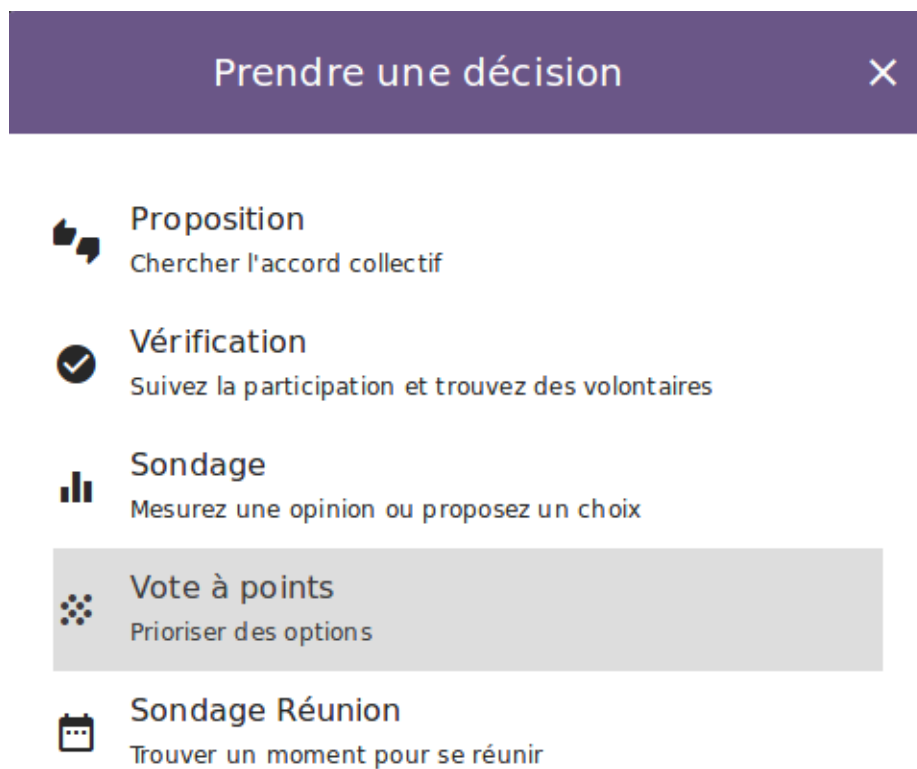 Prendre une décision
Proposition
Chercher l'accord collectif
Vérification
Suivez la participation et trouvez des volontaires
Sondage
Mesurez une opinion ou proposez un choix
Vote à points
Prioriser des options
Sondage Réunion
Trouver un moment pour se réunir